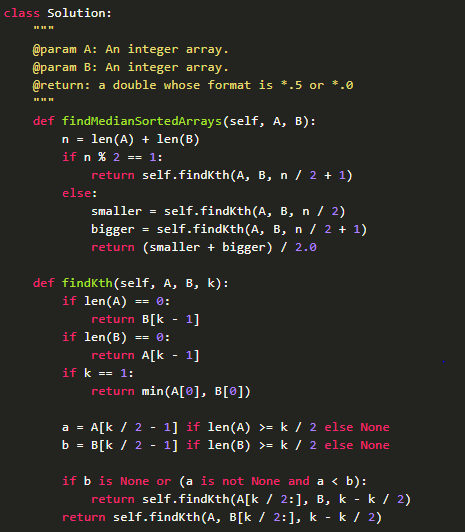 class Solution:
    """
    @param A: An integer array.
    @param B: An integer array.
    @return: a double whose format is *.5 or *.0
    """
    def findMedianSortedArrays(self, A, B):
        n = len(A) + len(B)
        if n % 2 == 1:
            return self.findKth(A, B, n / 2 + 1)
        else:
            smaller = self.findKth(A, B, n / 2)
            bigger = self.findKth(A, B, n / 2 + 1)
            return (smaller + bigger) / 2.0

    def findKth(self, A, B, k):
        if len(A) == 0:
            return B[k - 1]
        if len(B) == 0:
            return A[k - 1]
        if k == 1:
            return min(A[0], B[0])

        a = A[k / 2 - 1] if len(A) >= k / 2 else None
        b = B[k / 2 - 1] if len(B) >= k / 2 else None

        if b is None or (a is not None and a < b):
            return self.findKth(A[k / 2:], B, k - k / 2)
        return self.findKth(A, B[k / 2:], k - k / 2)